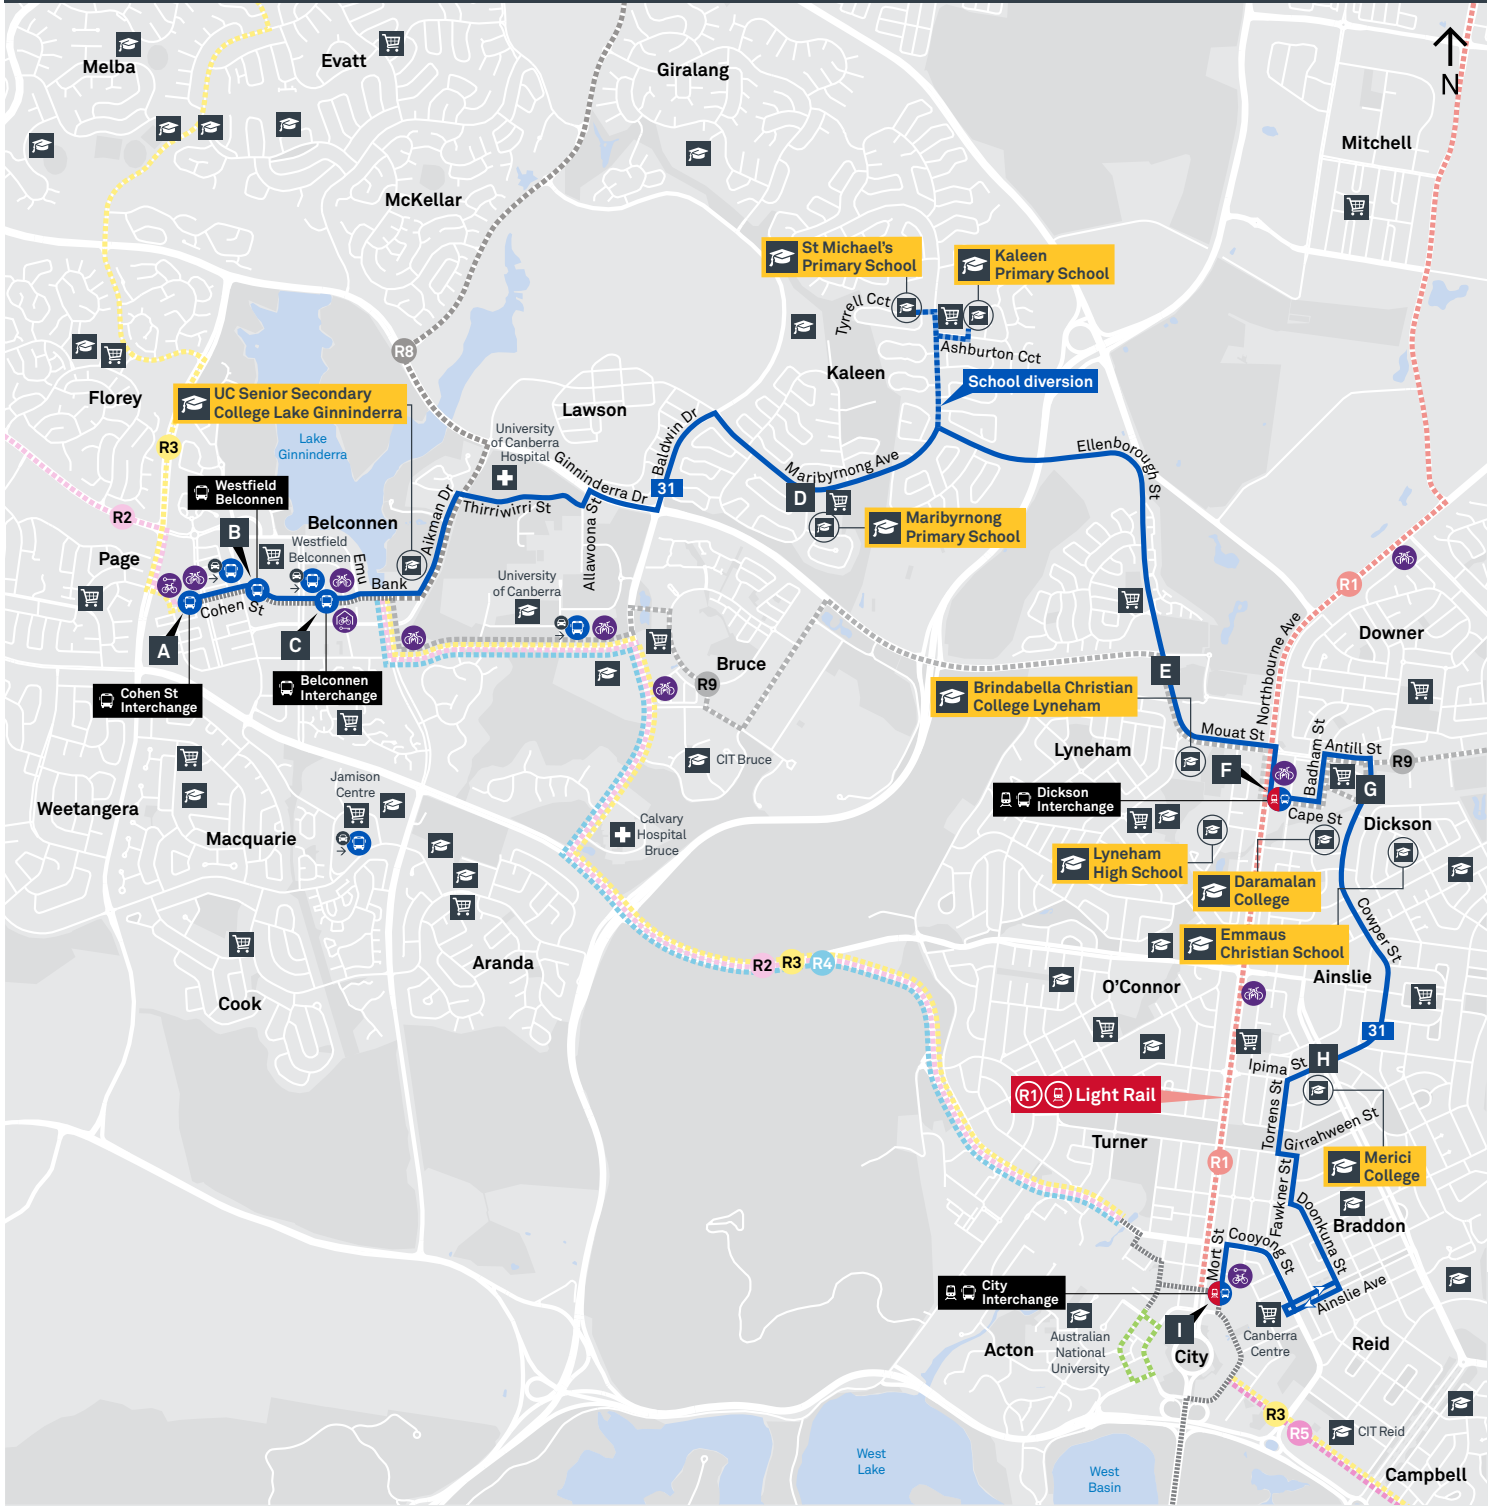 Melba
Evatt
Giralang
N
Mitchell
McKellar
St Michael's
Primary School
Kaleen
Primary School
Tyrrell Cct
Ashburton Cct
R8
Kaleen
School diversion
Florey
UC Senior Secondary
College Lake Ginninderra
Lawson
Lake
Ginninderra
R3
University
of Canberra
Hospital
Baldwin Dr
Ginninderra Dr
31
Maribyrnong Ave
Ellenborough St
Westfield
Belconnen
R2
B
Belconnen
Aikman Dr
Thirriwirri St
D
Maribyrnong
Primary School
Page
Westfield
Belconnen
Emu
Bank
Allawoona St
University
of Canberra
Cohen St
R1
A
C
Northbourne Ave
Downer
Cohen St
Interchange
Belconnen
Interchange
Bruce
R9
E
Brindabella Christian
College Lyneham
Lyneham
Mouat St
Badham St
Antill St
R9
CIT Bruce
F
G
Jamison
Centre
Dickson
Interchange
Cape St
Weetangera
Macquarie
Calvary
Hospital
Bruce
Dickson
Lyneham
High School
Daramalan
College
Emmaus
Christian School
Cowper St
Aranda
R2
R3
R4
O'Connor
Ainslie
Cook
31
H
Ipima St
R1
Light Rail
Torrens St
Girrahween St
Turner
R1
Merici
College
Fawkner St
Doonkuna St
Braddon
Mort St
Cooyong St
City
Interchange
Ainslie Ave
I
Acton
Australian
National
University
City
Canberra
Centre
Reid
R3
R5
CIT Reid
West
Lake
West
Basin
Campbell